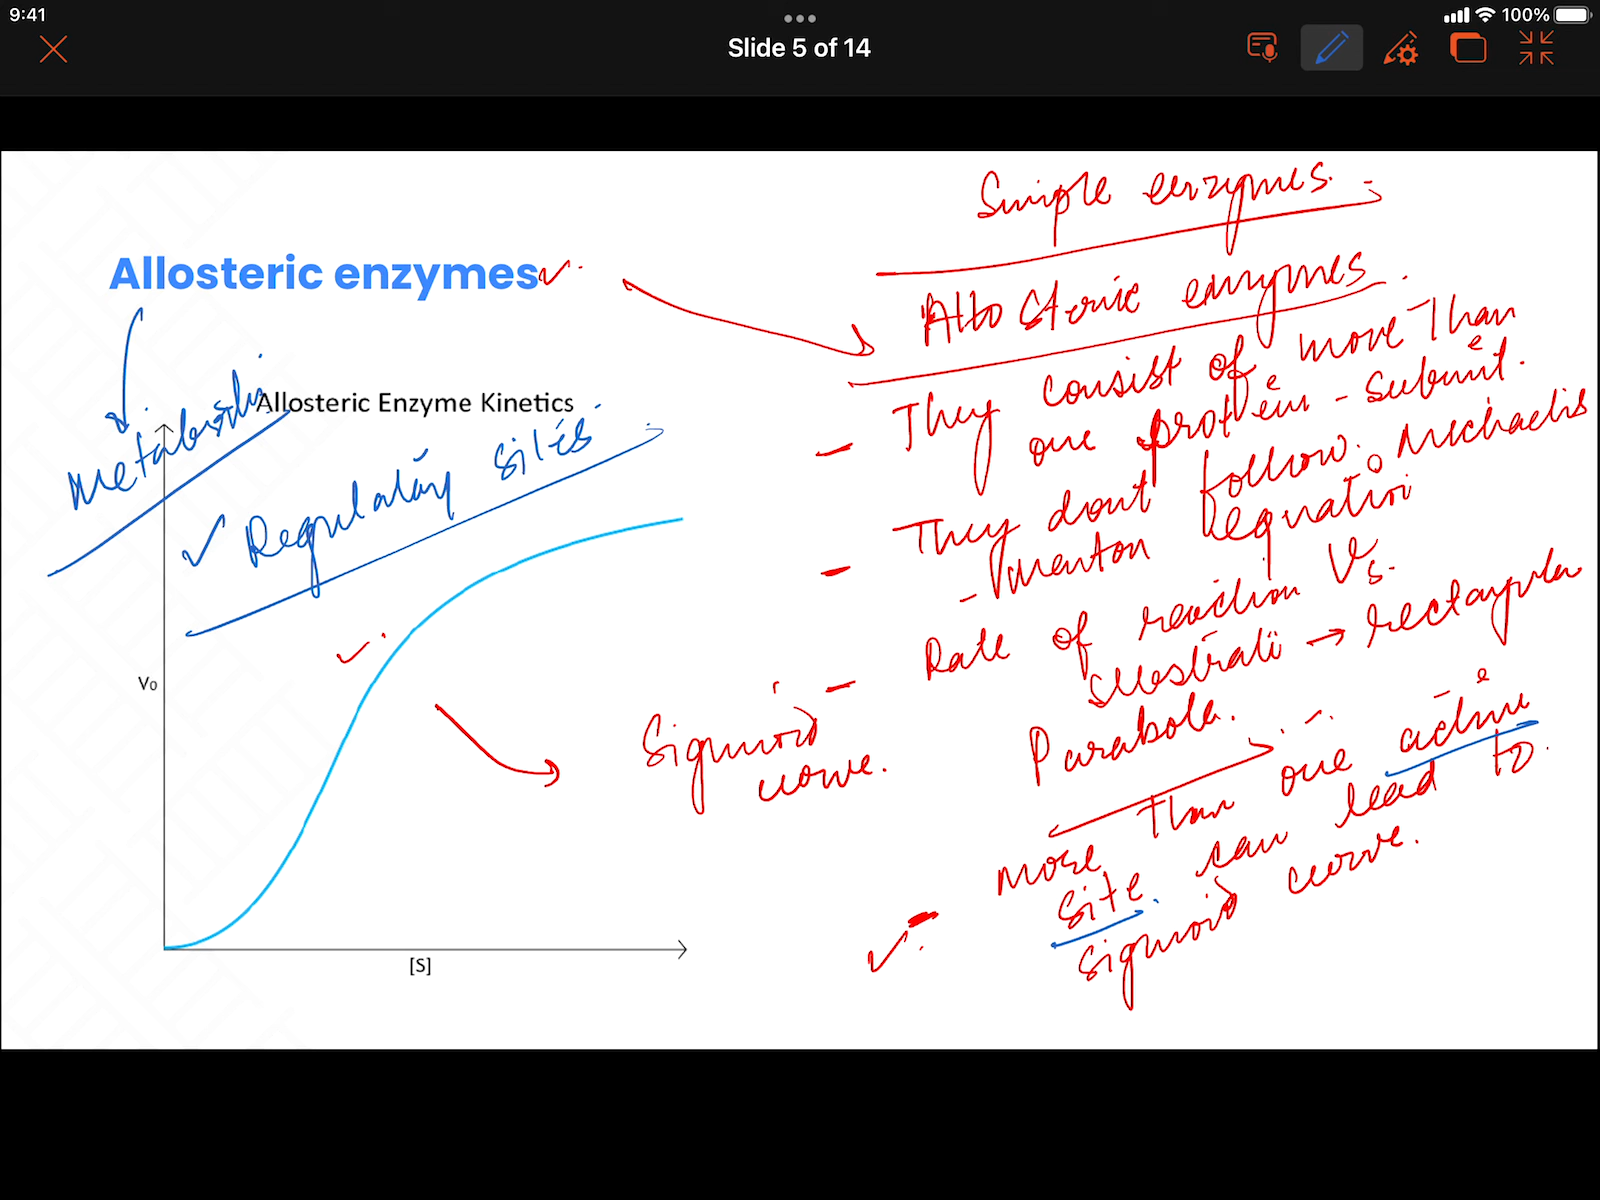 9:41
100%
Slide 5 of 14
Simple enzymes.
Allosteric enzymes
Allosteric enzymes.
- They consist of more than
one protein - subunit.
- They dont follow Michaelis
- menton equation
- Rate of reaction Vs.
substrate → rectangular
Parabola.
Sigmoid
curve.
- more than one active
site can lead to
sigmoid curve.
metabolic
Allosteric Enzyme Kinetics
Regulatory sites.
V₀
[S]